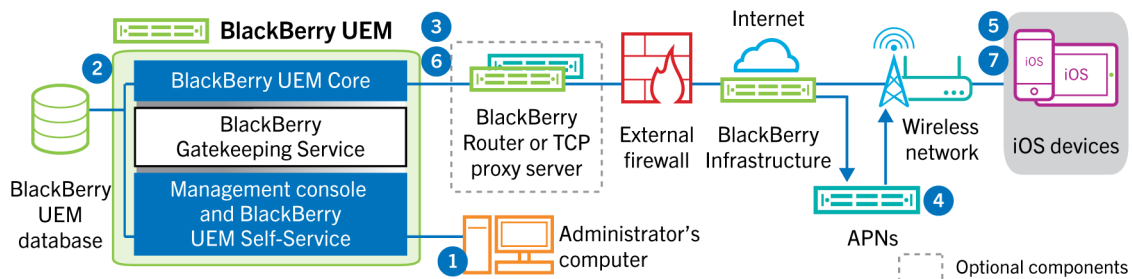 BlackBerry UEM
2
BlackBerry UEM Core
BlackBerry
Gatekeeping Service
Management console
and BlackBerry
UEM Self-Service
BlackBerry
UEM
database
1
Administrator's
computer
3
6
BlackBerry
Router or TCP
proxy server
External
firewall
Internet
BlackBerry
Infrastructure
APNs
4
Wireless
network
5
7
iOS
iOS
iOS devices
Optional components